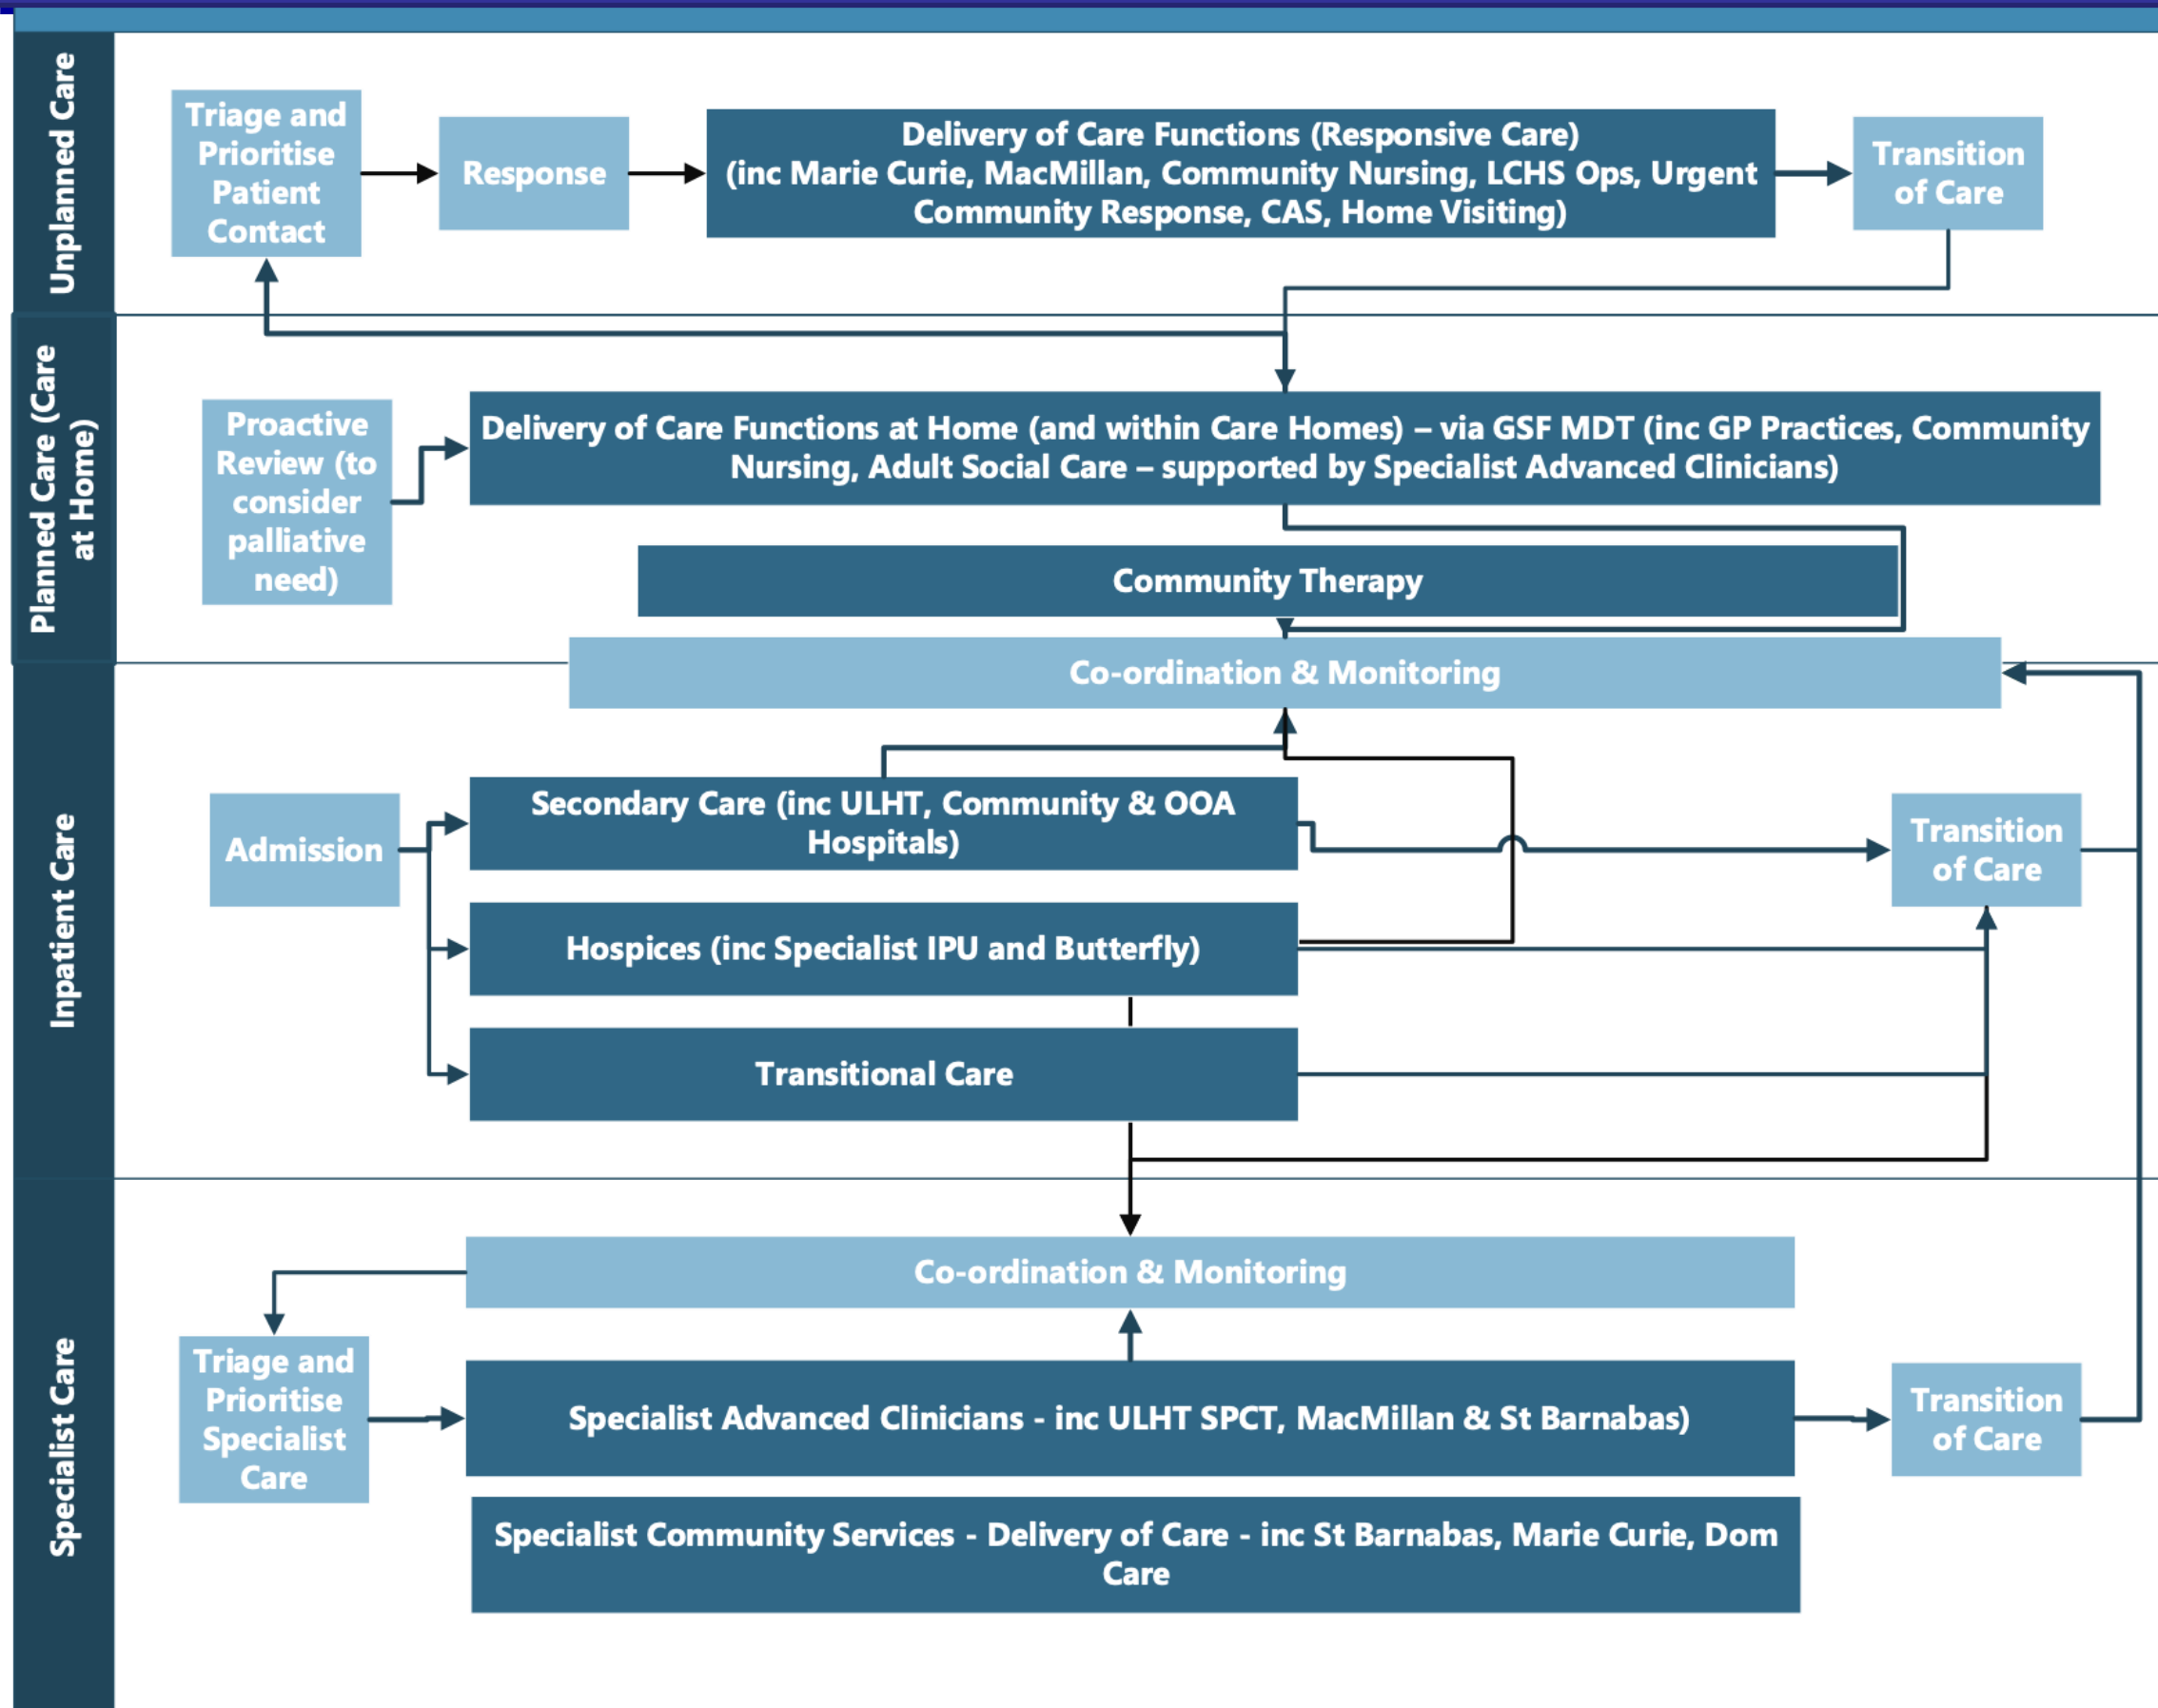 Unplanned Care
Triage and
Prioritise
Patient
Contact
Response
Delivery of Care Functions (Responsive Care)
(inc Marie Curie, MacMillan, Community Nursing, LCHS Ops, Urgent
Community Response, CAS, Home Visiting)
Transition
of Care
Planned Care (Care
at Home)
Proactive
Review (to
consider
palliative
need)
Delivery of Care Functions at Home (and within Care Homes) – via GSF MDT (inc GP Practices, Community
Nursing, Adult Social Care – supported by Specialist Advanced Clinicians)
Community Therapy
Co-ordination & Monitoring
Inpatient Care
Admission
Secondary Care (inc ULHT, Community & OOA
Hospitals)
Transition
of Care
Hospices (inc Specialist IPU and Butterfly)
Transitional Care
Specialist Care
Co-ordination & Monitoring
Triage and
Prioritise
Specialist
Care
Specialist Advanced Clinicians - inc ULHT SPCT, MacMillan & St Barnabas)
Transition
of Care
Specialist Community Services - Delivery of Care - inc St Barnabas, Marie Curie, Dom
Care